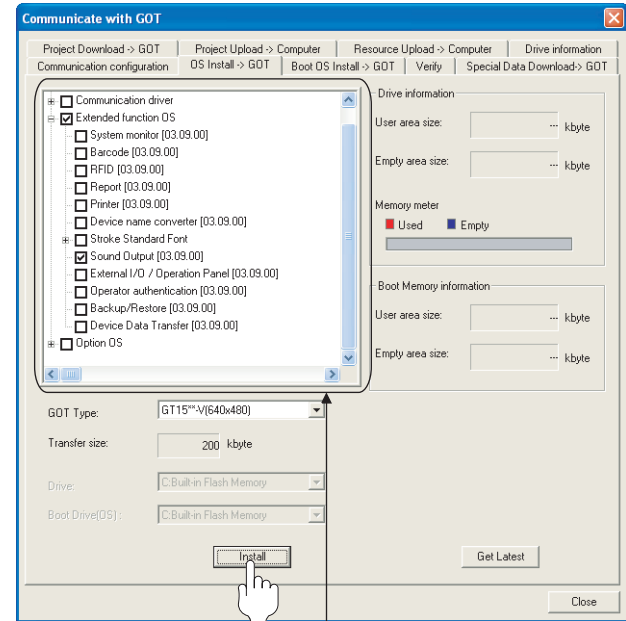 Communicate with GOT
Project Download -> GOT Project Upload -> Computer Resource Upload -> Computer Drive information
Communication configuration OS Install -> GOT Boot OS Install -> GOT Verify Special Data Download-> GOT
Communication driver
Extended function OS
System monitor [03.09.00]
Barcode [03.09.00]
RFID [03.09.00]
Report [03.09.00]
Printer [03.09.00]
Device name converter [03.09.00]
Stroke Standard Font
Sound Output [03.09.00]
External I/O / Operation Panel [03.09.00]
Operator authentication [03.09.00]
Backup/Restore [03.09.00]
Device Data Transfer [03.09.00]
Option OS
Drive information
User area size: --- kbyte
Empty area size: --- kbyte
Memory meter
Used Empty
Boot Memory information
User area size: --- kbyte
Empty area size: --- kbyte
GOT Type: GT15**-V(640x480)
Transfer size: 200 kbyte
Drive: C:Built-in Flash Memory
Boot Drive[OS] : C:Built-in Flash Memory
Install Get Latest
Close